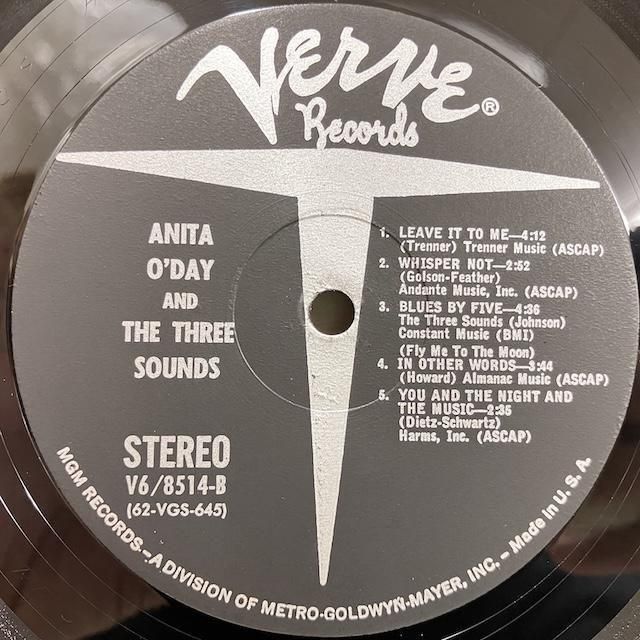 VERVE ®
Records
ANITA
O'DAY
AND
THE THREE
SOUNDS
STEREO
V6/8514-B
(62-VGS-645)
1. LEAVE IT TO ME—4:12
(Trenner) Trenner Music (ASCAP)
2. WHISPER NOT—2:52
(Golson-Feather)
Andante Music, Inc. (ASCAP)
3. BLUES BY FIVE—4:36
The Three Sounds (Johnson)
Constant Music (BMI)
(Fly Me To The Moon)
4. IN OTHER WORDS—3:44
(Howard) Almanac Music (ASCAP)
5. YOU AND THE NIGHT AND
THE MUSIC—2:35
(Dietz-Schwartz)
Harms, Inc. (ASCAP)
MGM RECORDS—A DIVISION OF METRO-GOLDWYN-MAYER, INC. — Made in U. S. A.